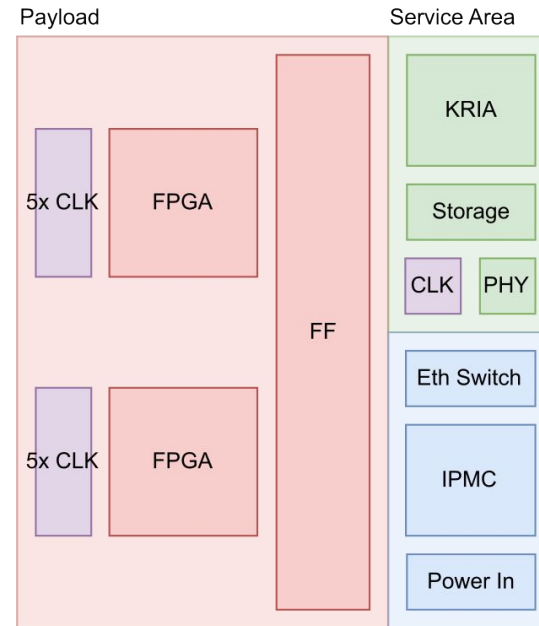 Payload
Service Area
5x CLK
FPGA
5x CLK
FPGA
FF
KRIA
Storage
CLK
PHY
Eth Switch
IPMC
Power In